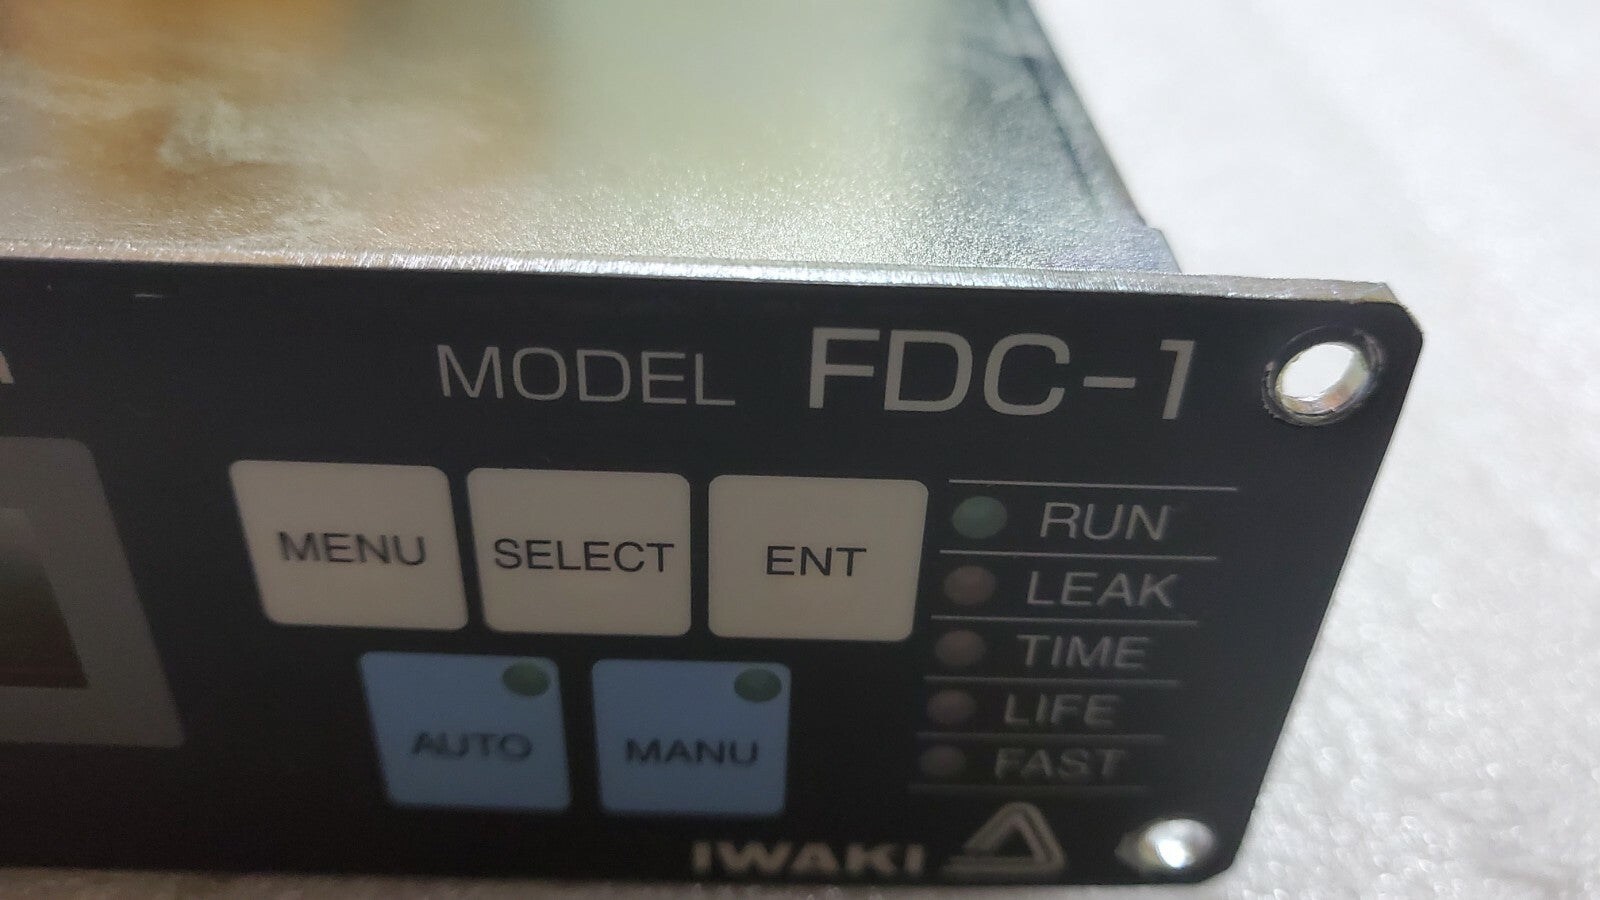 MODEL FDC-1
MENU SELECT ENT
RUN
LEAK
TIME
LIFE
FAST
AUTO MANU
IWAKI